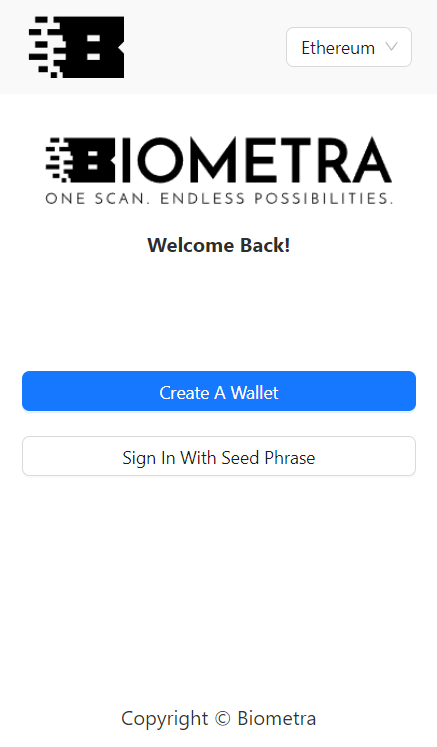 B
Ethereum
BIOMETRA
ONE SCAN. ENDLESS POSSIBILITIES.
Welcome Back!
Create A Wallet
Sign In With Seed Phrase
Copyright © Biometra